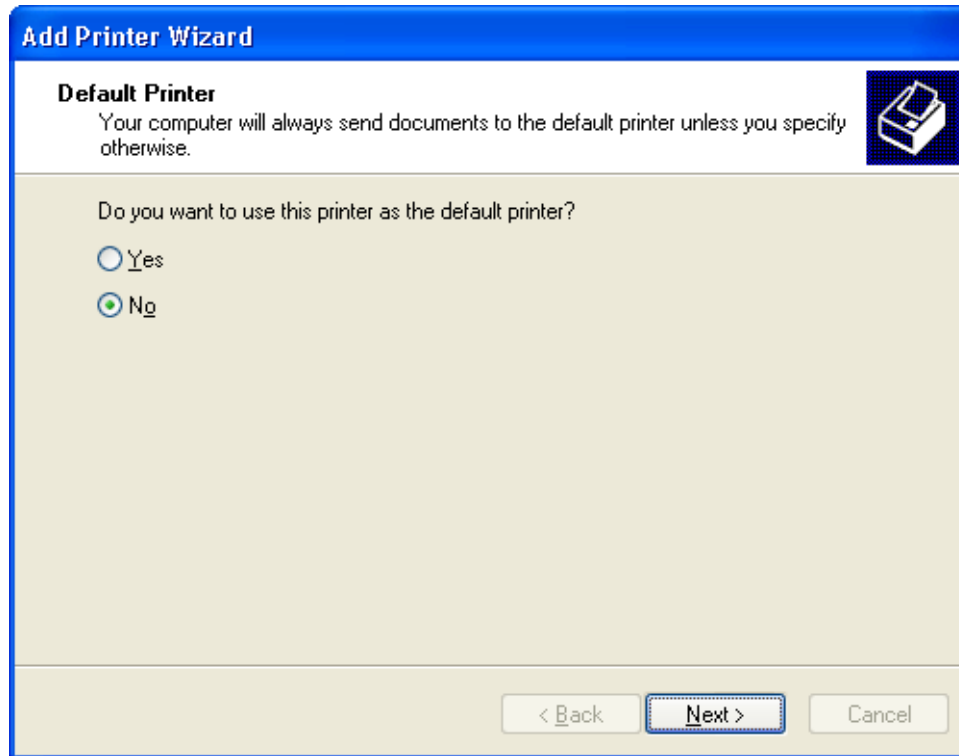 Add Printer Wizard
Default Printer
Your computer will always send documents to the default printer unless you specify
otherwise.
Do you want to use this printer as the default printer?
Yes
No
< Back Next > Cancel